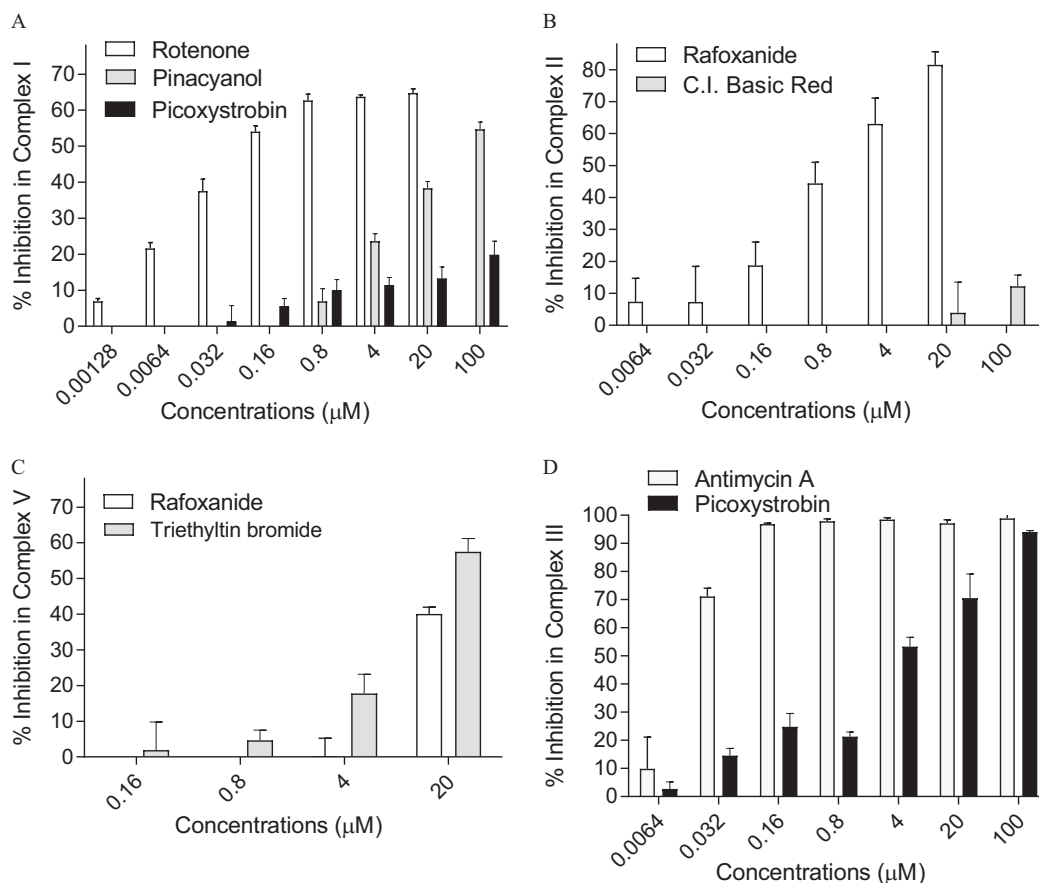 A
Rotenone
Pinacyanol
Picoxystrobin
% Inhibition in Complex I
70
60
50
40
30
20
10
0
0.00128
0.0064
0.032
0.16
0.8
4
20
100
Concentrations (μM)
B
Rafoxanide
C.I. Basic Red
% Inhibition in Complex II
80
70
60
50
40
30
20
10
0
0.0064
0.032
0.16
0.8
4
20
100
Concentrations (μM)
C
Rafoxanide
Triethyltin bromide
% Inhibition in Complex V
70
60
50
40
30
20
10
0
0.16
0.8
4
20
Concentrations (μM)
D
Antimycin A
Picoxystrobin
% Inhibition in Complex III
100
90
80
70
60
50
40
30
20
10
0
0.0064
0.032
0.16
0.8
4
20
100
Concentrations (μM)